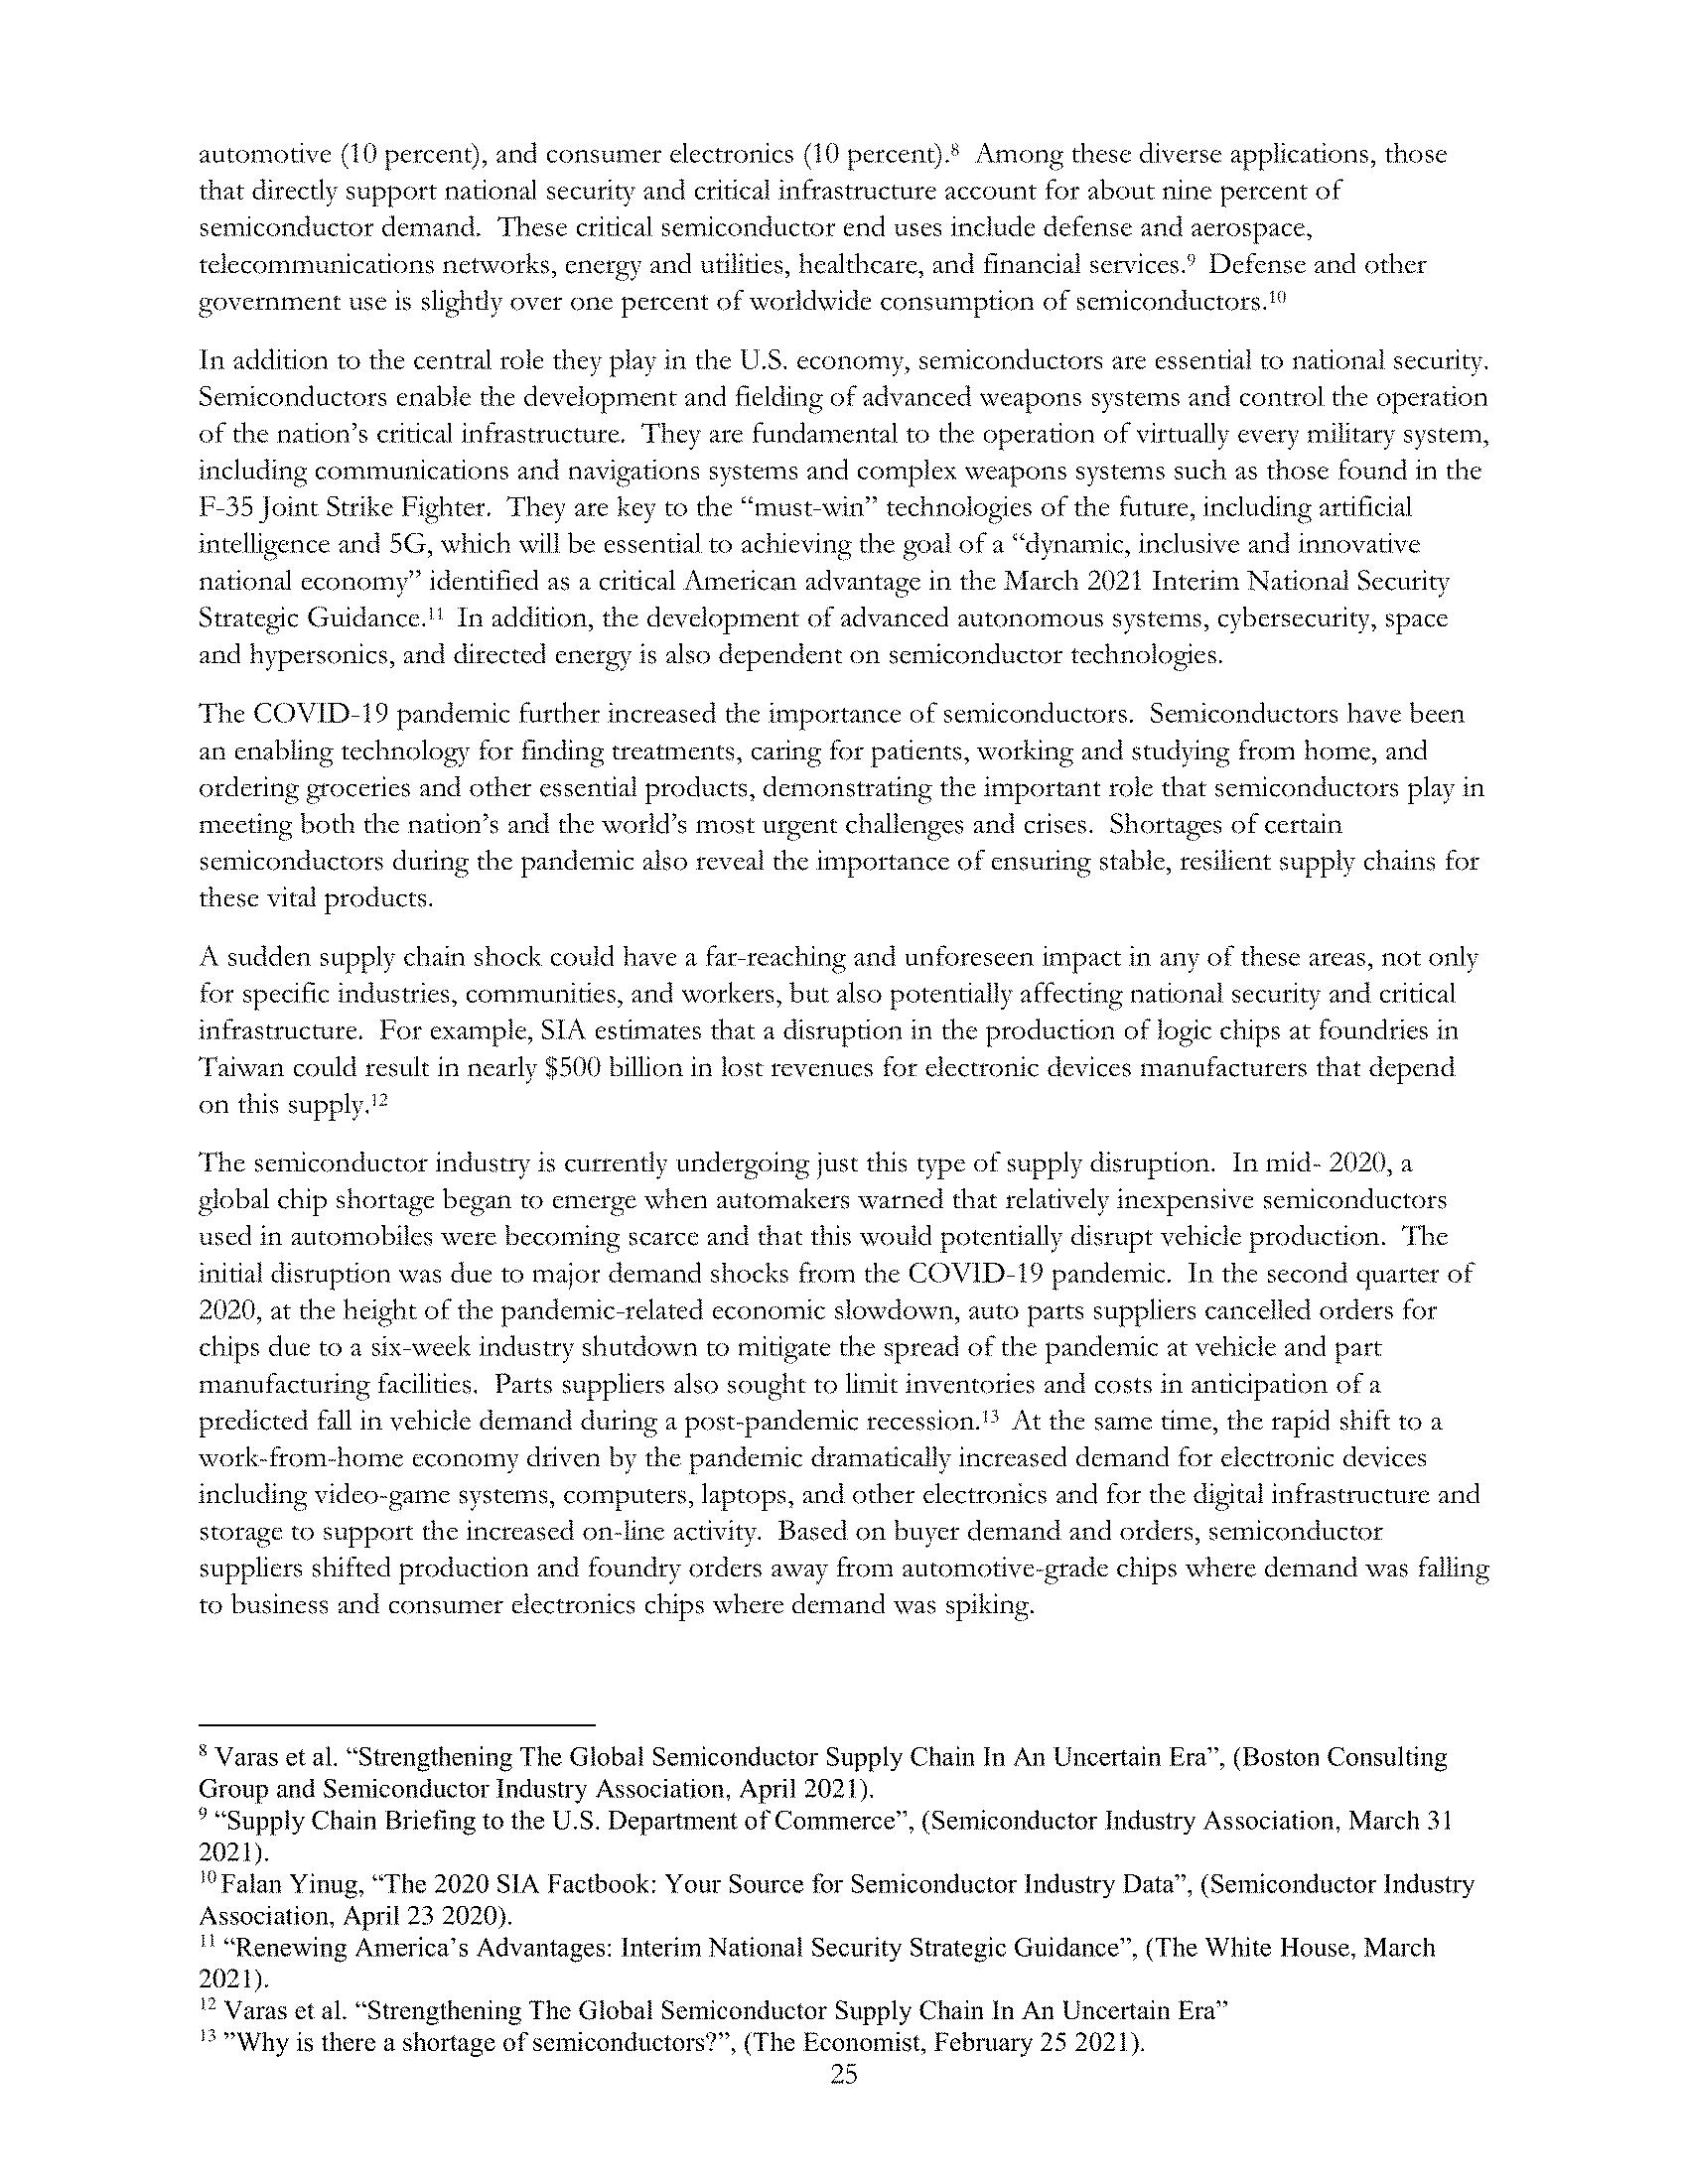 automotive (10 percent), and consumer electronics (10 percent).⁸  Among these diverse applications, those
that directly support national security and critical infrastructure account for about nine percent of
semiconductor demand.  These critical semiconductor end uses include defense and aerospace,
telecommunications networks, energy and utilities, healthcare, and financial services.⁹  Defense and other
government use is slightly over one percent of worldwide consumption of semiconductors.¹⁰
In addition to the central role they play in the U.S. economy, semiconductors are essential to national security.
Semiconductors enable the development and fielding of advanced weapons systems and control the operation
of the nation’s critical infrastructure.  They are fundamental to the operation of virtually every military system,
including communications and navigations systems and complex weapons systems such as those found in the
F-35 Joint Strike Fighter.  They are key to the “must-win” technologies of the future, including artificial
intelligence and 5G, which will be essential to achieving the goal of a “dynamic, inclusive and innovative
national economy” identified as a critical American advantage in the March 2021 Interim National Security
Strategic Guidance.¹¹  In addition, the development of advanced autonomous systems, cybersecurity, space
and hypersonics, and directed energy is also dependent on semiconductor technologies.
The COVID-19 pandemic further increased the importance of semiconductors.  Semiconductors have been
an enabling technology for finding treatments, caring for patients, working and studying from home, and
ordering groceries and other essential products, demonstrating the important role that semiconductors play in
meeting both the nation’s and the world’s most urgent challenges and crises.  Shortages of certain
semiconductors during the pandemic also reveal the importance of ensuring stable, resilient supply chains for
these vital products.
A sudden supply chain shock could have a far-reaching and unforeseen impact in any of these areas, not only
for specific industries, communities, and workers, but also potentially affecting national security and critical
infrastructure.  For example, SIA estimates that a disruption in the production of logic chips at foundries in
Taiwan could result in nearly $500 billion in lost revenues for electronic devices manufacturers that depend
on this supply.¹²
The semiconductor industry is currently undergoing just this type of supply disruption.  In mid- 2020, a
global chip shortage began to emerge when automakers warned that relatively inexpensive semiconductors
used in automobiles were becoming scarce and that this would potentially disrupt vehicle production.  The
initial disruption was due to major demand shocks from the COVID-19 pandemic.  In the second quarter of
2020, at the height of the pandemic-related economic slowdown, auto parts suppliers cancelled orders for
chips due to a six-week industry shutdown to mitigate the spread of the pandemic at vehicle and part
manufacturing facilities.  Parts suppliers also sought to limit inventories and costs in anticipation of a
predicted fall in vehicle demand during a post-pandemic recession.¹³  At the same time, the rapid shift to a
work-from-home economy driven by the pandemic dramatically increased demand for electronic devices
including video-game systems, computers, laptops, and other electronics and for the digital infrastructure and
storage to support the increased on-line activity.  Based on buyer demand and orders, semiconductor
suppliers shifted production and foundry orders away from automotive-grade chips where demand was falling
to business and consumer electronics chips where demand was spiking.
⁸ Varas et al. “Strengthening The Global Semiconductor Supply Chain In An Uncertain Era”, (Boston Consulting
Group and Semiconductor Industry Association, April 2021).
⁹ “Supply Chain Briefing to the U.S. Department of Commerce”, (Semiconductor Industry Association, March 31
2021).
¹⁰ Falan Yinug, “The 2020 SIA Factbook: Your Source for Semiconductor Industry Data”, (Semiconductor Industry
Association, April 23 2020).
¹¹ “Renewing America’s Advantages: Interim National Security Strategic Guidance”, (The White House, March
2021).
¹² Varas et al. “Strengthening The Global Semiconductor Supply Chain In An Uncertain Era”
¹³ ”Why is there a shortage of semiconductors?”, (The Economist, February 25 2021).
25